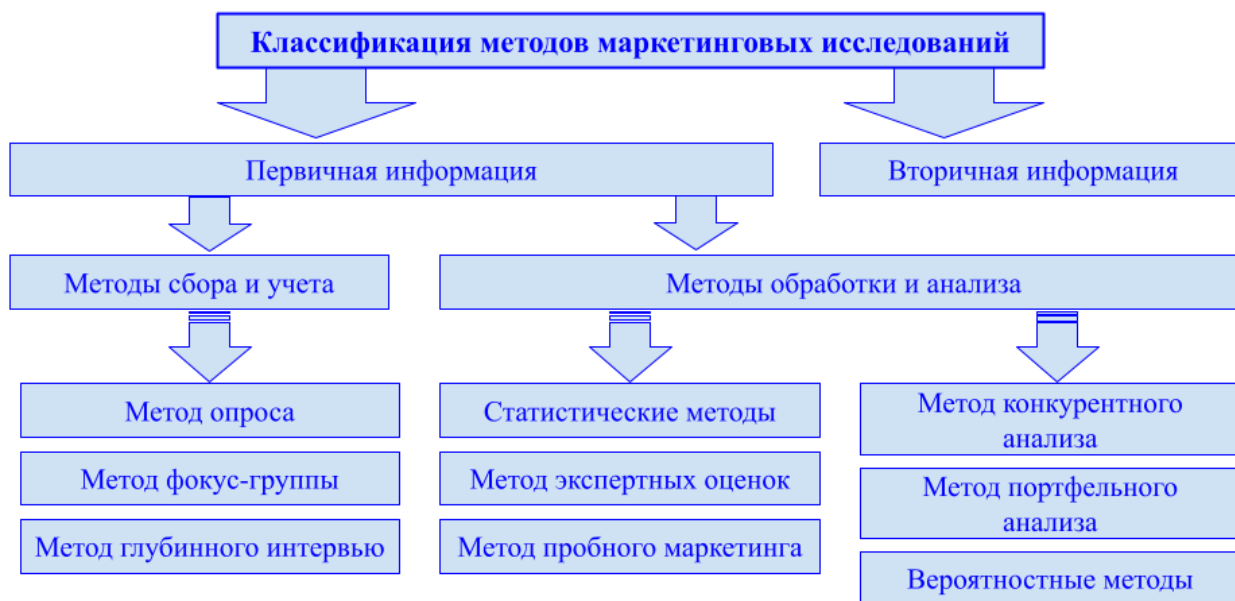 Классификация методов маркетинговых исследований
Первичная информация
Вторичная информация
Методы сбора и учета
Методы обработки и анализа
Метод опроса
Метод фокус-группы
Метод глубинного интервью
Статистические методы
Метод экспертных оценок
Метод пробного маркетинга
Метод конкурентного
анализа
Метод портфельного
анализа
Вероятностные методы